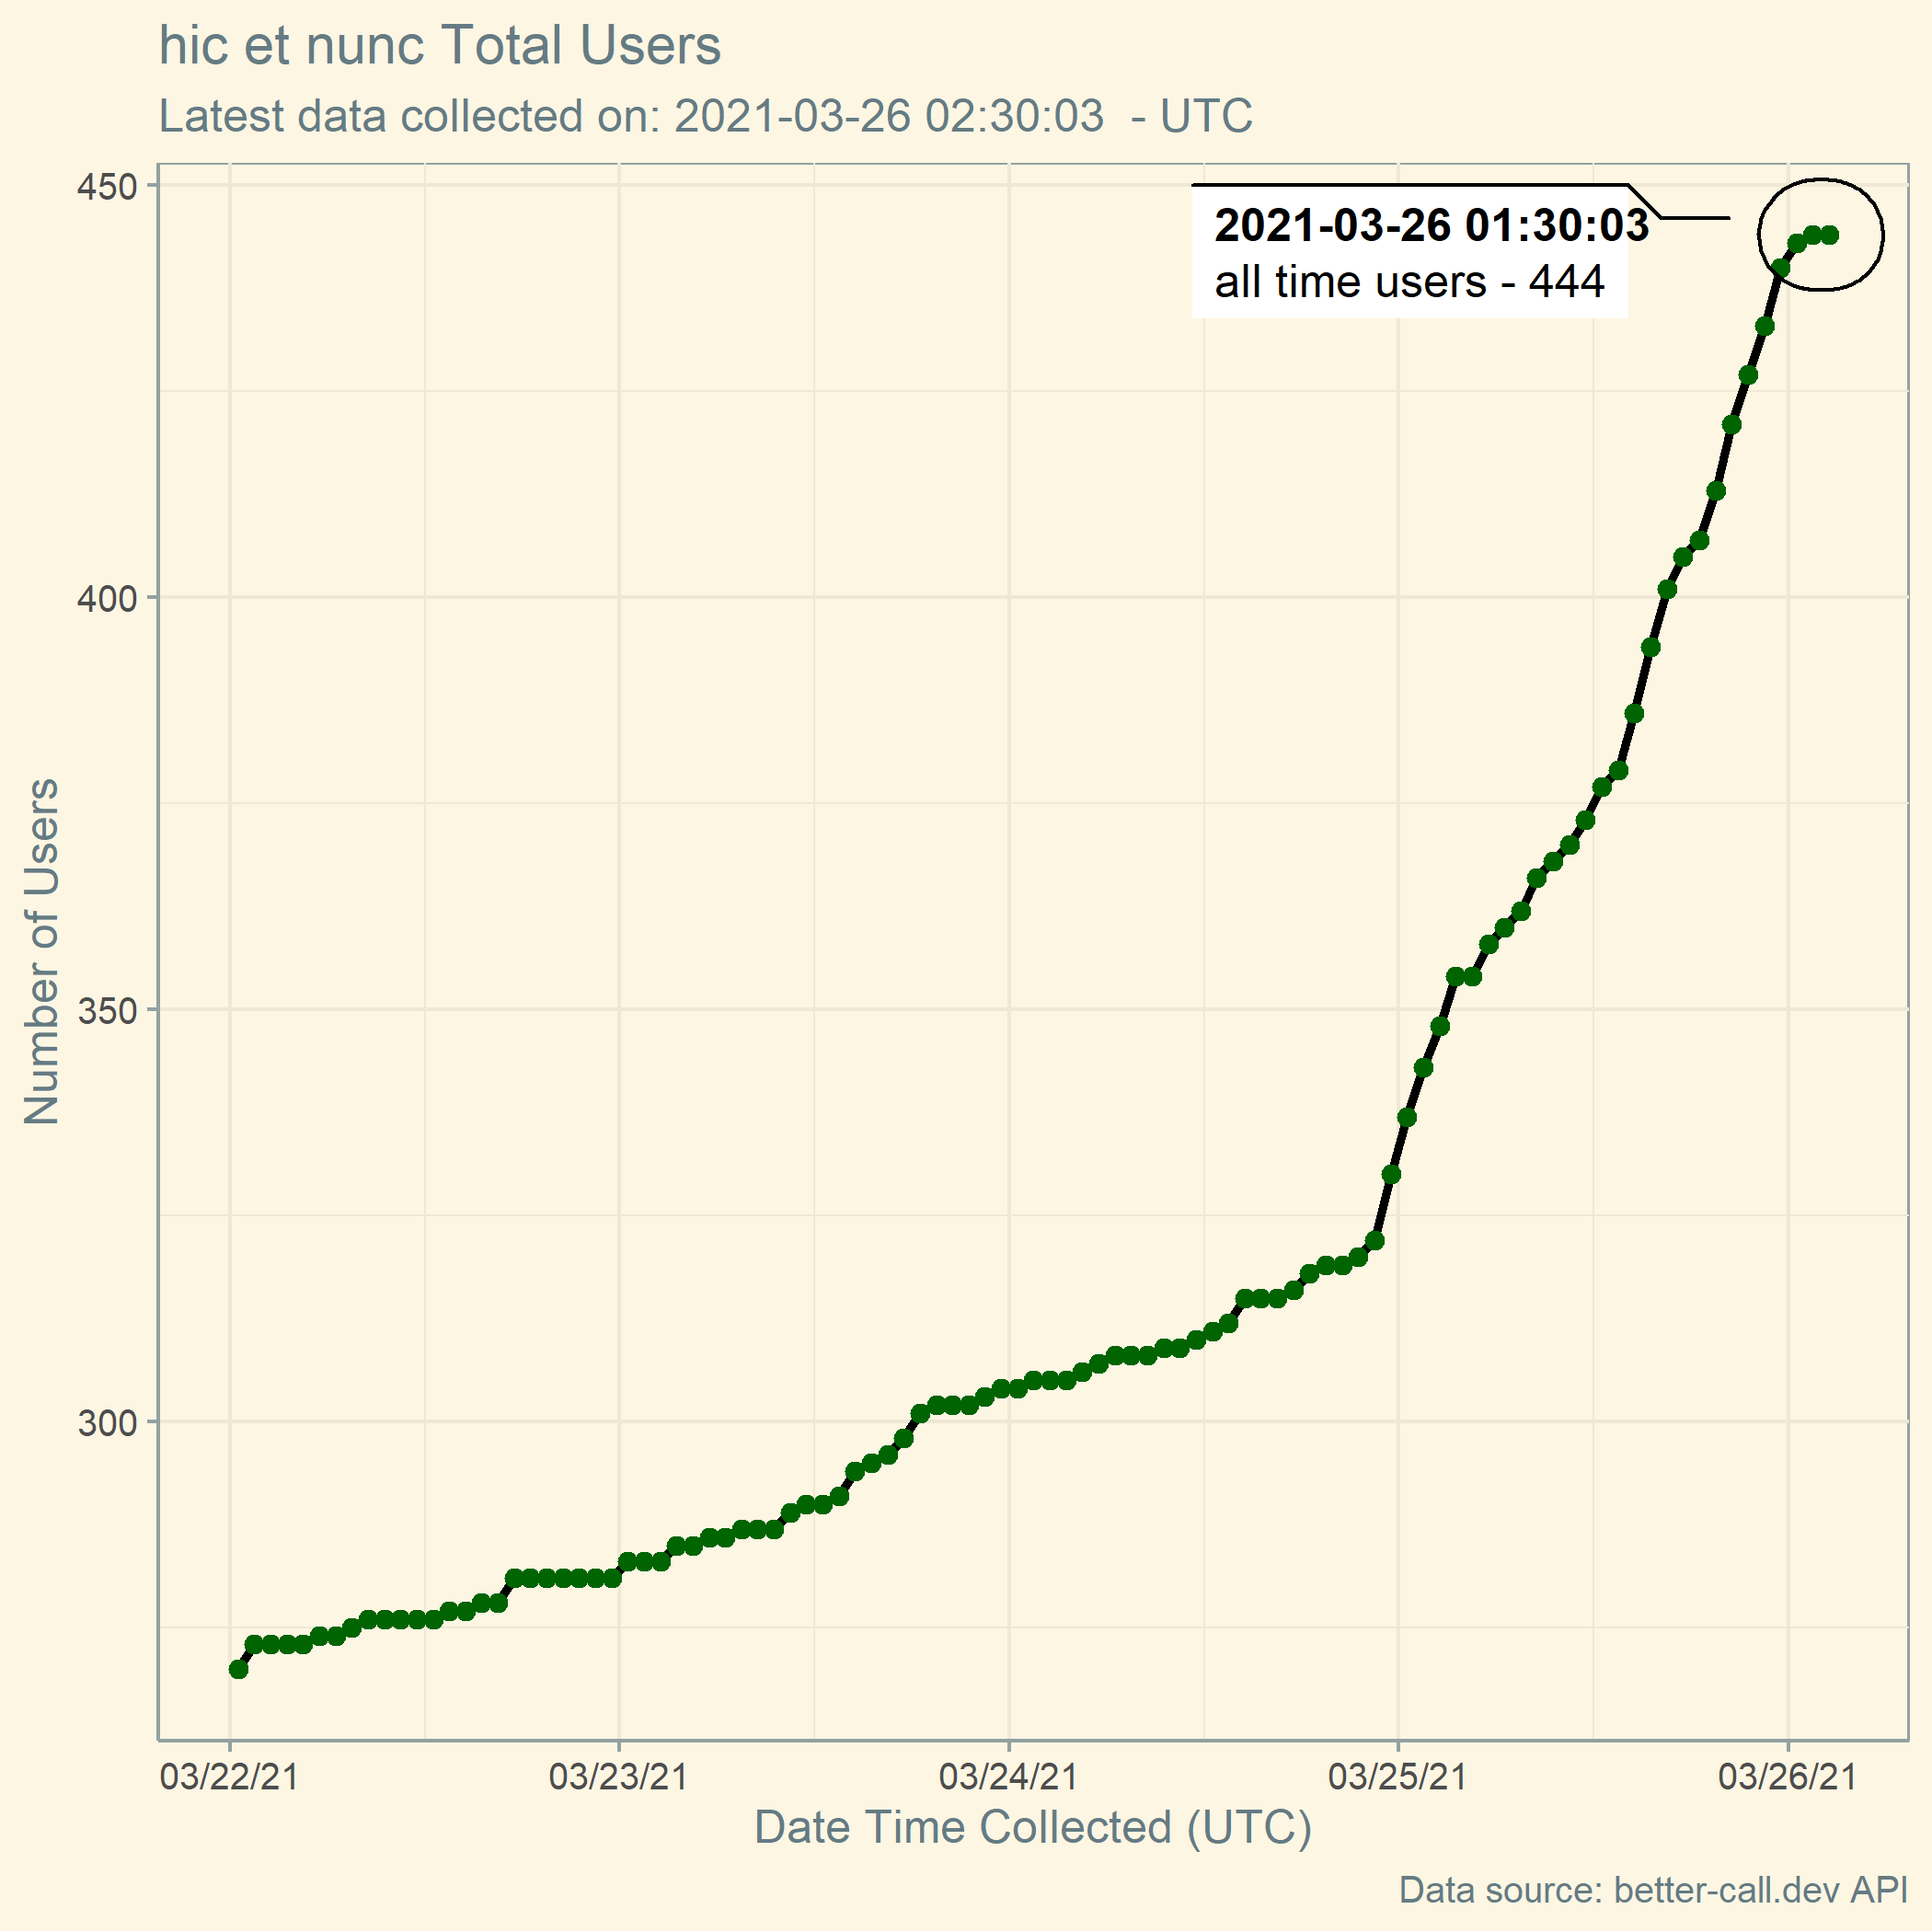 hic et nunc Total Users
Latest data collected on: 2021-03-26 02:30:03  - UTC
450
2021-03-26 01:30:03
all time users - 444
400
350
300
Number of Users
03/22/21 03/23/21 03/24/21 03/25/21 03/26/21
Date Time Collected (UTC)
Data source: better-call.dev API